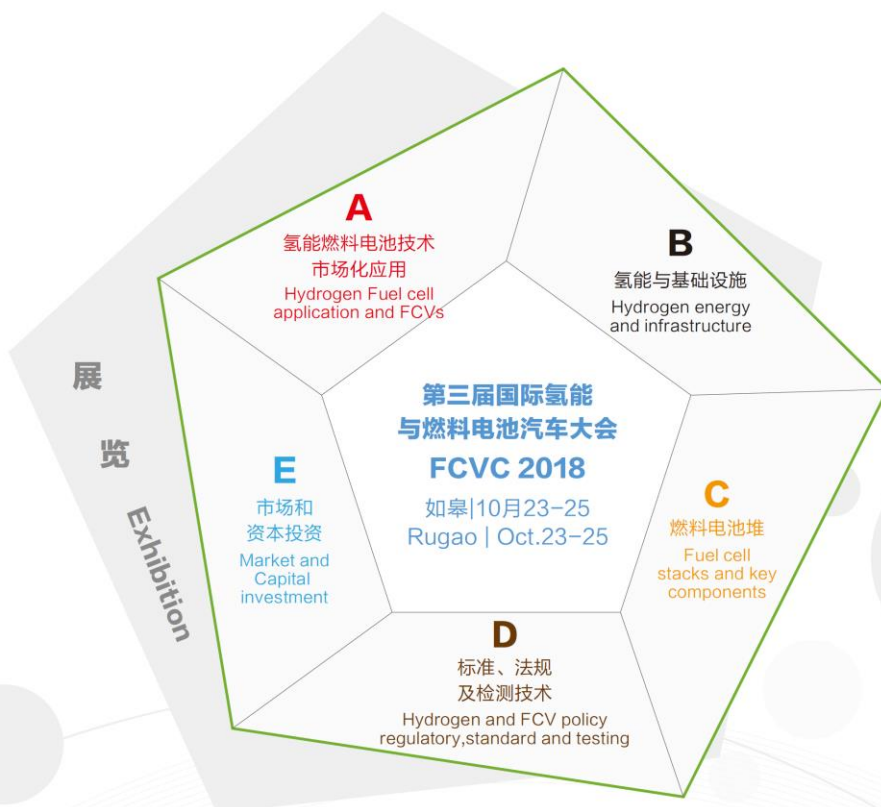 A
氢能燃料电池技术
市场化应用
Hydrogen Fuel cell
application and FCVs
B
氢能与基础设施
Hydrogen energy
and infrastructure
展
览
Exhibition
第三届国际氢能
与燃料电池汽车大会
FCVC 2018
如皋|10月23-25
Rugao | Oct.23-25
E
市场和
资本投资
Market and
Capital
investment
C
燃料电池堆
Fuel cell
stacks and key
components
D
标准、法规
及检测技术
Hydrogen and FCV policy
regulatory,standard and testing